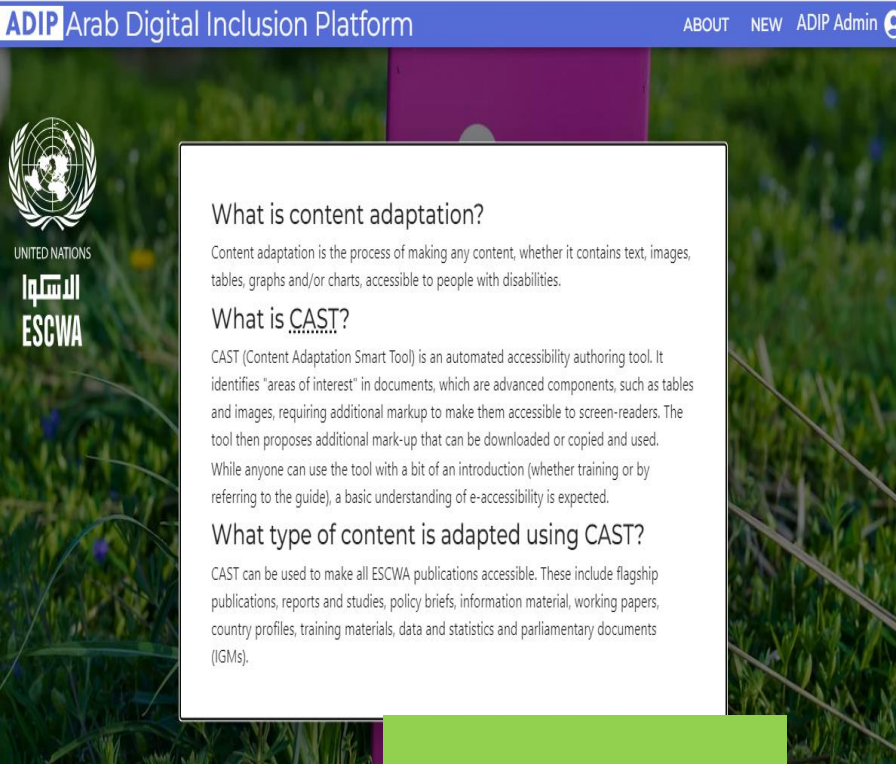 ADIP Arab Digital Inclusion Platform
ABOUT NEW ADIP Admin
UNITED NATIONS
الاسكوا
ESCWA
What is content adaptation?
Content adaptation is the process of making any content, whether it contains text, images,
tables, graphs and/or charts, accessible to people with disabilities.
What is CAST?
CAST (Content Adaptation Smart Tool) is an automated accessibility authoring tool. It
identifies "areas of interest" in documents, which are advanced components, such as tables
and images, requiring additional markup to make them accessible to screen-readers. The
tool then proposes additional mark-up that can be downloaded or copied and used.
While anyone can use the tool with a bit of an introduction (whether training or by
referring to the guide), a basic understanding of e-accessibility is expected.
What type of content is adapted using CAST?
CAST can be used to make all ESCWA publications accessible. These include flagship
publications, reports and studies, policy briefs, information material, working papers,
country profiles, training materials, data and statistics and parliamentary documents
(IGMs).